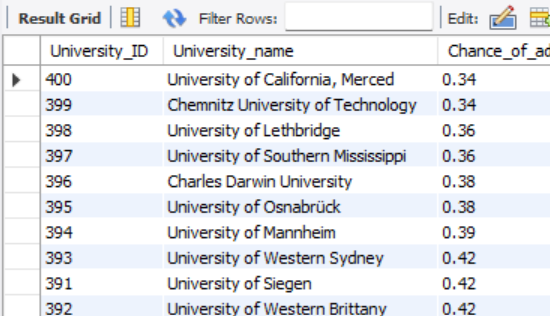 Result Grid Filter Rows: Edit:
University_ID University_name Chance_of_ad
400 University of California, Merced 0.34
399 Chemnitz University of Technology 0.34
398 University of Lethbridge 0.36
397 University of Southern Mississippi 0.36
396 Charles Darwin University 0.38
395 University of Osnabrück 0.38
394 University of Mannheim 0.39
393 University of Western Sydney 0.42
391 University of Siegen 0.42
392 University of Western Brittany 0.42